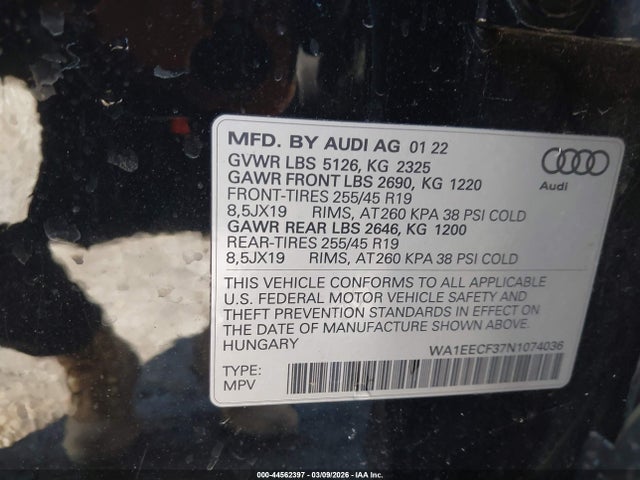 MFD. BY AUDI AG 01 22
GVWR LBS 5126, KG 2325
GAWR FRONT LBS 2690, KG 1220
FRONT-TIRES 255/45 R19
8,5JX19 RIMS, AT260 KPA 38 PSI COLD
GAWR REAR LBS 2646, KG 1200
REAR-TIRES 255/45 R19
8,5JX19 RIMS, AT260 KPA 38 PSI COLD
Audi
THIS VEHICLE CONFORMS TO ALL APPLICABLE
U.S. FEDERAL MOTOR VEHICLE SAFETY AND
THEFT PREVENTION STANDARDS IN EFFECT ON
THE DATE OF MANUFACTURE SHOWN ABOVE.
HUNGARY
WA1EECF37N1074036
TYPE:
MPV
000-44562397 - 03/09/2026 - IAA Inc.